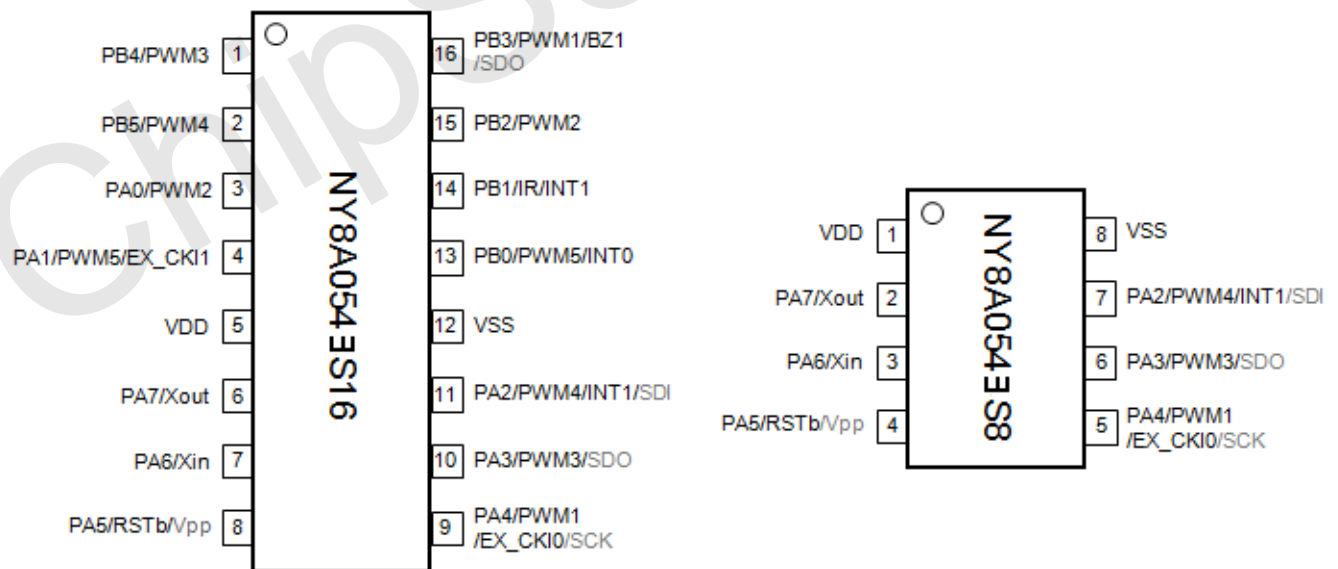 PB4/PWM3 1
PB5/PWM4 2
PA0/PWM2 3
PA1/PWM5/EX_CKI1 4
VDD 5
PA7/Xout 6
PA6/Xin 7
PA5/RSTb/Vpp 8
NY8A054ES16
16 PB3/PWM1/BZ1
/SDO
15 PB2/PWM2
14 PB1/IR/INT1
13 PB0/PWM5/INT0
12 VSS
11 PA2/PWM4/INT1/SDI
10 PA3/PWM3/SDO
9 PA4/PWM1
/EX_CKI0/SCK
VDD 1
PA7/Xout 2
PA6/Xin 3
PA5/RSTb/Vpp 4
NY8A054ES8
8 VSS
7 PA2/PWM4/INT1/SDI
6 PA3/PWM3/SDO
5 PA4/PWM1
/EX_CKI0/SCK